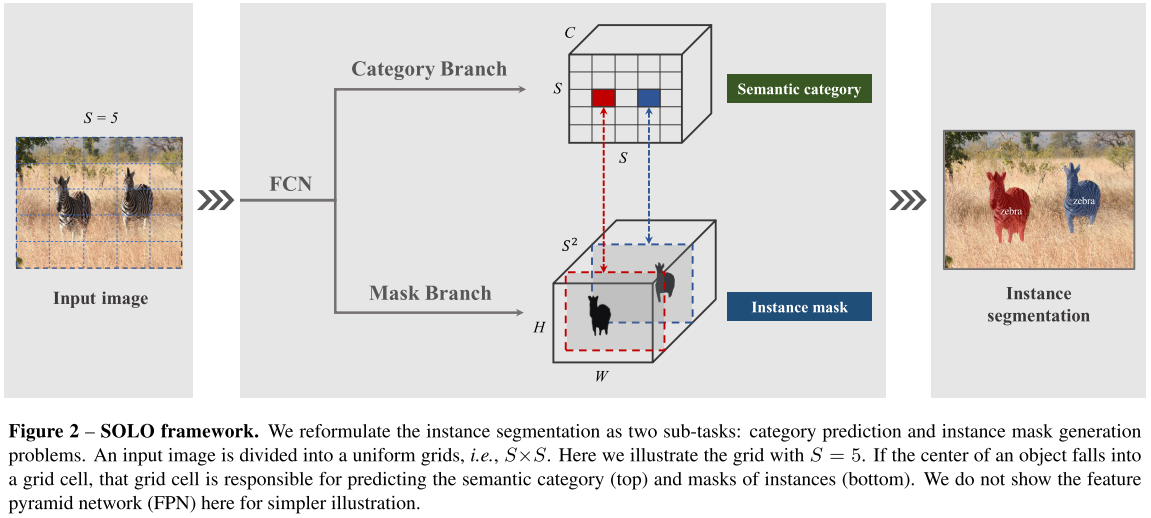 S = 5
Input image
FCN
Category Branch
Mask Branch
C
S
S
Semantic category
S²
H
W
Instance mask
zebra
zebra
Instance
segmentation
Figure 2 – SOLO framework. We reformulate the instance segmentation as two sub-tasks: category prediction and instance mask generation
problems. An input image is divided into a uniform grids, i.e., S×S. Here we illustrate the grid with S = 5. If the center of an object falls into
a grid cell, that grid cell is responsible for predicting the semantic category (top) and masks of instances (bottom). We do not show the feature
pyramid network (FPN) here for simpler illustration.